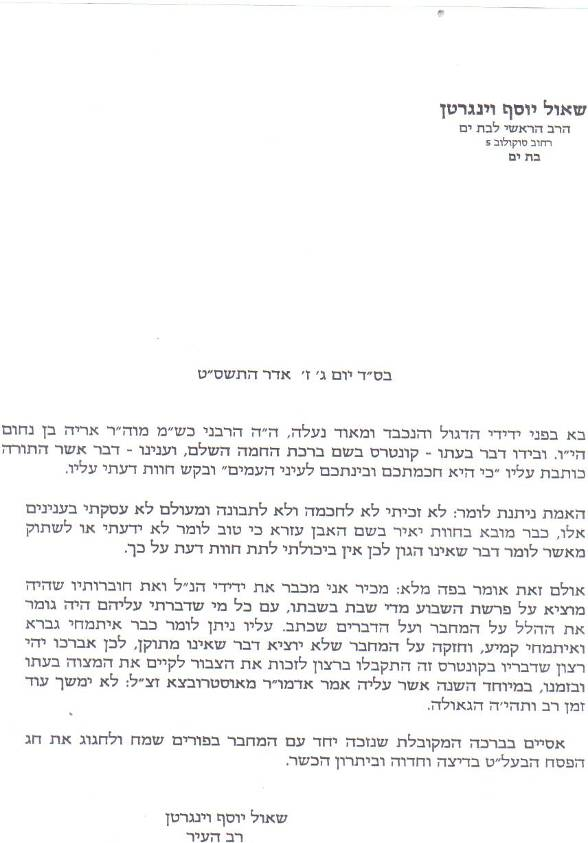 שאול יוסף וינגרטן
הרב הראשי לבת ים
רחוב סוקולוב 5
בת ים
בס"ד יום ג' ז' אדר התשס"ט
בא בפני ידידי הדגול והנכבד ומאוד נעלה, ה"ה הרבני כש"מ מוה"ר אריה בן נחום
הי"ו. ובידו דבר בעתו - קונטרס בשם ברכת החמה השלם, וענינו - דבר אשר התורה
כותבת עליו "כי היא חכמתכם ובינתכם לעיני העמים" ובקש חוות דעתי עליו.
האמת ניתנת לומר: לא זכיתי לא לחכמה ולא לתבונה ומעולם לא עסקתי בענינים
אלו, כבר מובא בחוות יאיר בשם האבן עזרא כי טוב לומר לא ידעתי או לשתוק
מאשר לומר דבר שאינו הגון לכן אין ביכולתי לתת חוות דעת על כך.
אולם זאת אומר בפה מלא: מכיר אני מכבר את ידידי הנ"ל ואת חוברותיו שהיה
מוציא על פרשת השבוע מדי שבת בשבתו, עם כל מי שדברתי עליהם היה גומר
את ההלל על המחבר ועל הדברים שכתב. עליו ניתן לומר כבר איתמחי גברא
ואיתמחי קמיע, וחזקה על המחבר שלא יוציא דבר שאינו מתוקן, לכן אברכו יהי
רצון שדבריו בקונטרס זה התקבלו ברצון לזכות את הצבור לקיים את המצוה בעתו
ובזמנו, במיוחד השנה אשר עליה אמר אדמו"ר מאוסטרובצא זצ"ל: לא ימשך עוד
זמן רב ותהי'ה הגאולה.
אסיים בברכה המקובלת שנזכה יחד עם המחבר בפורים שמח ולחגוג את חג
הפסח הבעל"ט בדיצה וחדוה וביתרון הכשר.
שאול יוסף וינגרטן
רב העיר